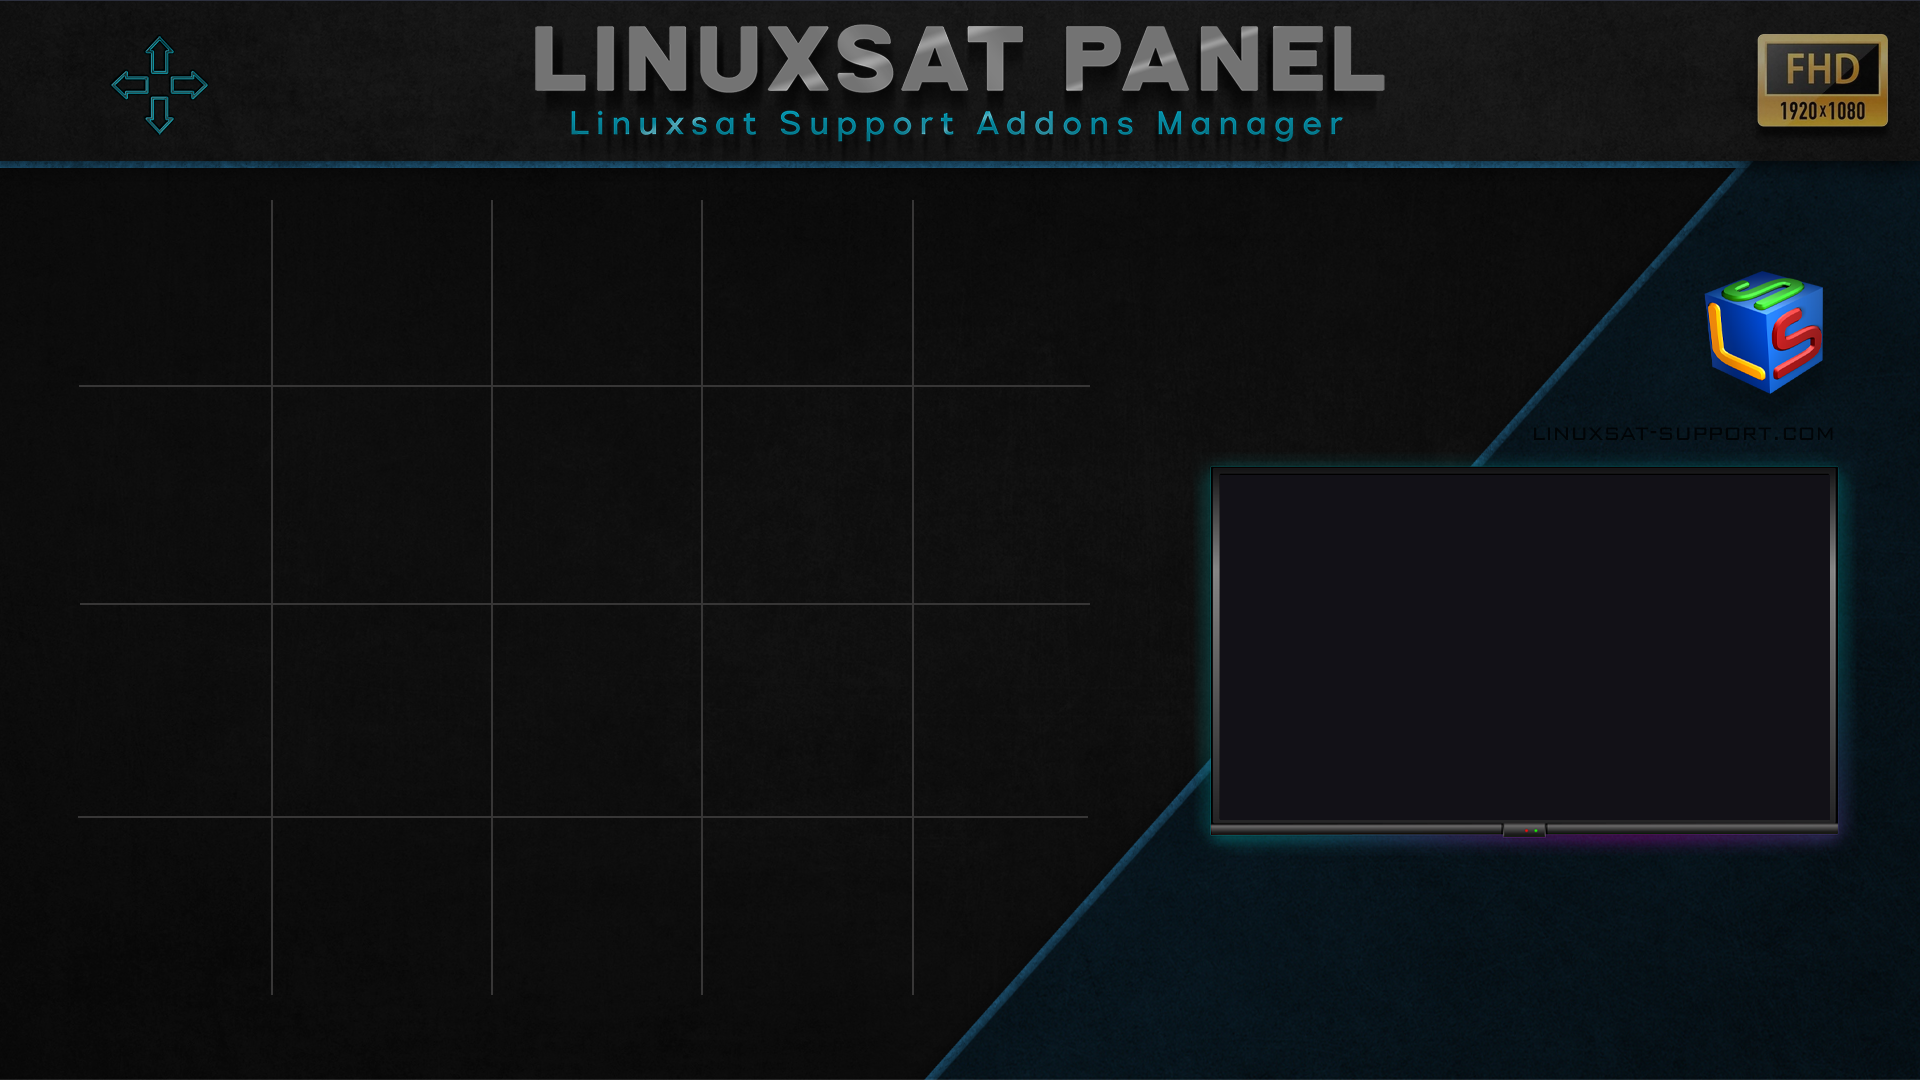 LINUXSAT PANEL
Linuxsat Support Addons Manager
FHD
1920x1080
S
L S
LINUXSAT-SUPPORT.COM